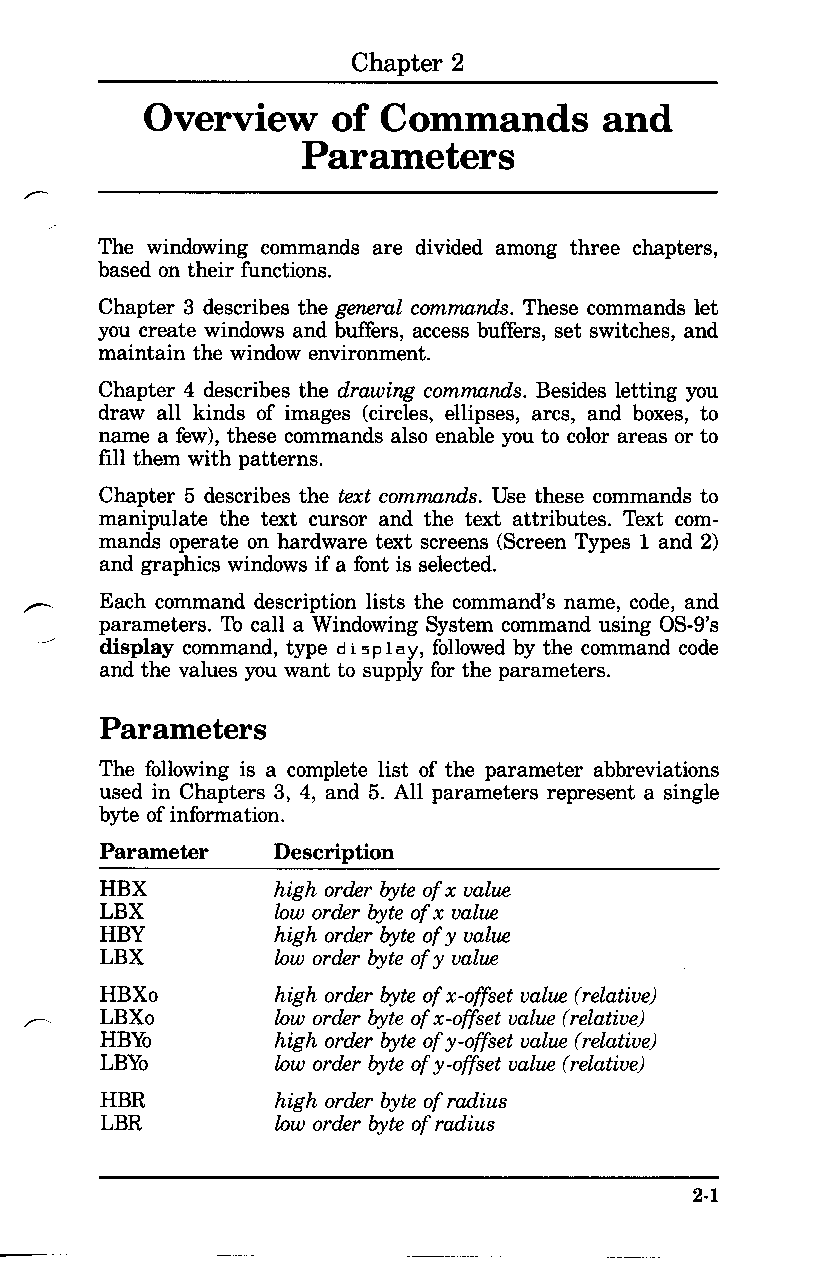 Chapter 2
Overview of Commands and
Parameters
The windowing commands are divided among three chapters,
based on their functions.
Chapter 3 describes the general commands. These commands let
you create windows and buffers, access buffers, set switches, and
maintain the window environment.
Chapter 4 describes the drawing commands. Besides letting you
draw all kinds of images (circles, ellipses, arcs, and boxes, to
name a few), these commands also enable you to color areas or to
fill them with patterns.
Chapter 5 describes the text commands. Use these commands to
manipulate the text cursor and the text attributes. Text com-
mands operate on hardware text screens (Screen Types 1 and 2)
and graphics windows if a font is selected.
Each command description lists the command's name, code, and
parameters. To call a Windowing System command using OS-9's
display command, type display, followed by the command code
and the values you want to supply for the parameters.
Parameters
The following is a complete list of the parameter abbreviations
used in Chapters 3, 4, and 5. All parameters represent a single
byte of information.
Parameter Description
HBX high order byte of x value
LBX low order byte of x value
HBY high order byte of y value
LBX low order byte of y value
HBXo high order byte of x-offset value (relative)
LBXo low order byte of x-offset value (relative)
HBYo high order byte of y-offset value (relative)
LBYo low order byte of y-offset value (relative)
HBR high order byte of radius
LBR low order byte of radius
2-1